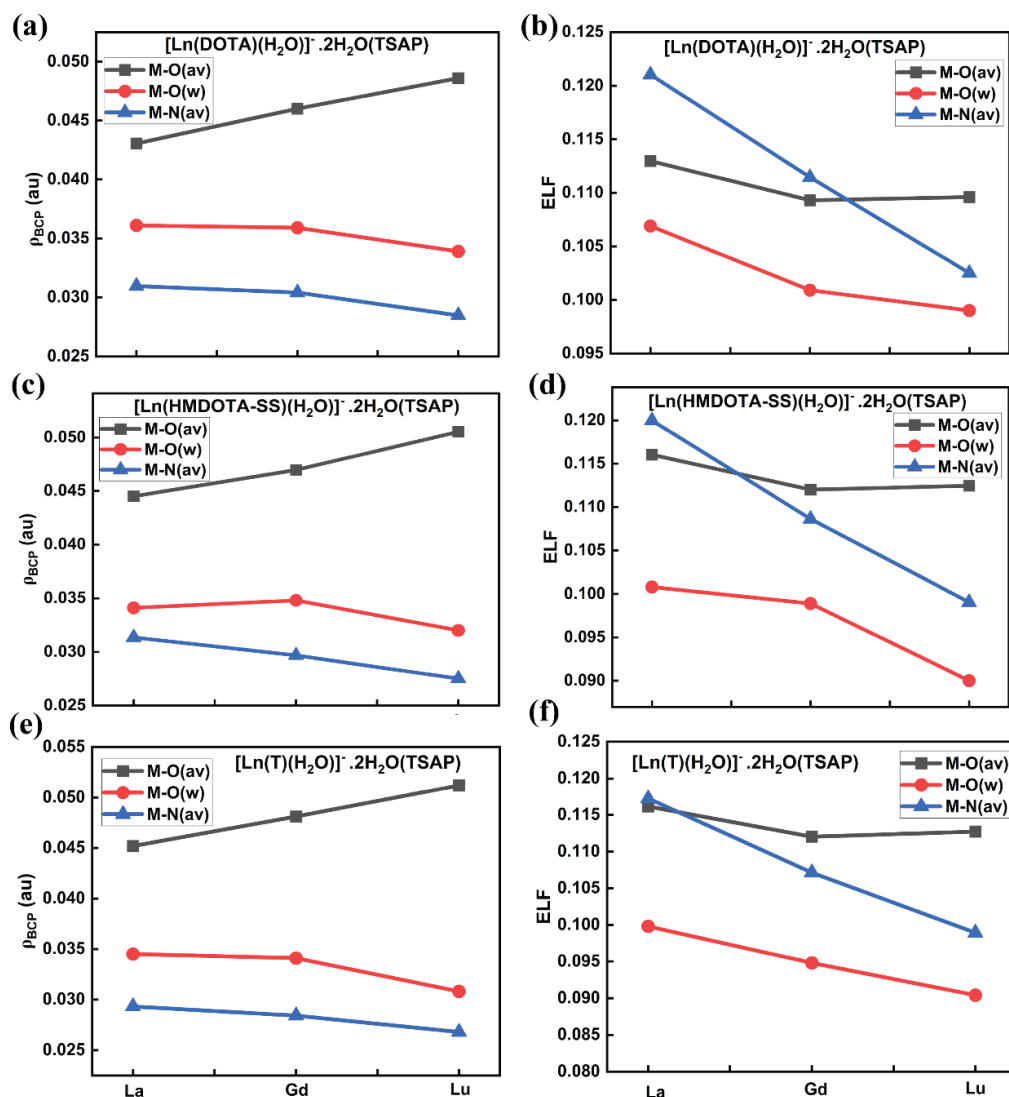 (a)
[Ln(DOTA)(H₂O)]⁻ .2H₂O(TSAP)
M-O(av)
M-O(w)
M-N(av)
0.050
0.045
0.040
0.035
0.030
0.025
ρBCP (au)
(b)
[Ln(DOTA)(H₂O)]⁻ .2H₂O(TSAP)
M-O(av)
M-O(w)
M-N(av)
0.125
0.120
0.115
0.110
0.105
0.100
0.095
ELF
(c)
[Ln(HMDOTA-SS)(H₂O)]⁻ .2H₂O(TSAP)
M-O(av)
M-O(w)
M-N(av)
0.050
0.045
0.040
0.035
0.030
0.025
ρBCP (au)
(d)
[Ln(HMDOTA-SS)(H₂O)]⁻ .2H₂O(TSAP)
M-O(av)
M-O(w)
M-N(av)
0.120
0.115
0.110
0.105
0.100
0.095
0.090
ELF
(e)
[Ln(T)(H₂O)]⁻ .2H₂O(TSAP)
M-O(av)
M-O(w)
M-N(av)
0.055
0.050
0.045
0.040
0.035
0.030
0.025
ρBCP (au)
La Gd Lu
(f)
[Ln(T)(H₂O)]⁻ .2H₂O(TSAP)
M-O(av)
M-O(w)
M-N(av)
0.125
0.120
0.115
0.110
0.105
0.100
0.095
0.090
0.085
0.080
ELF
La Gd Lu